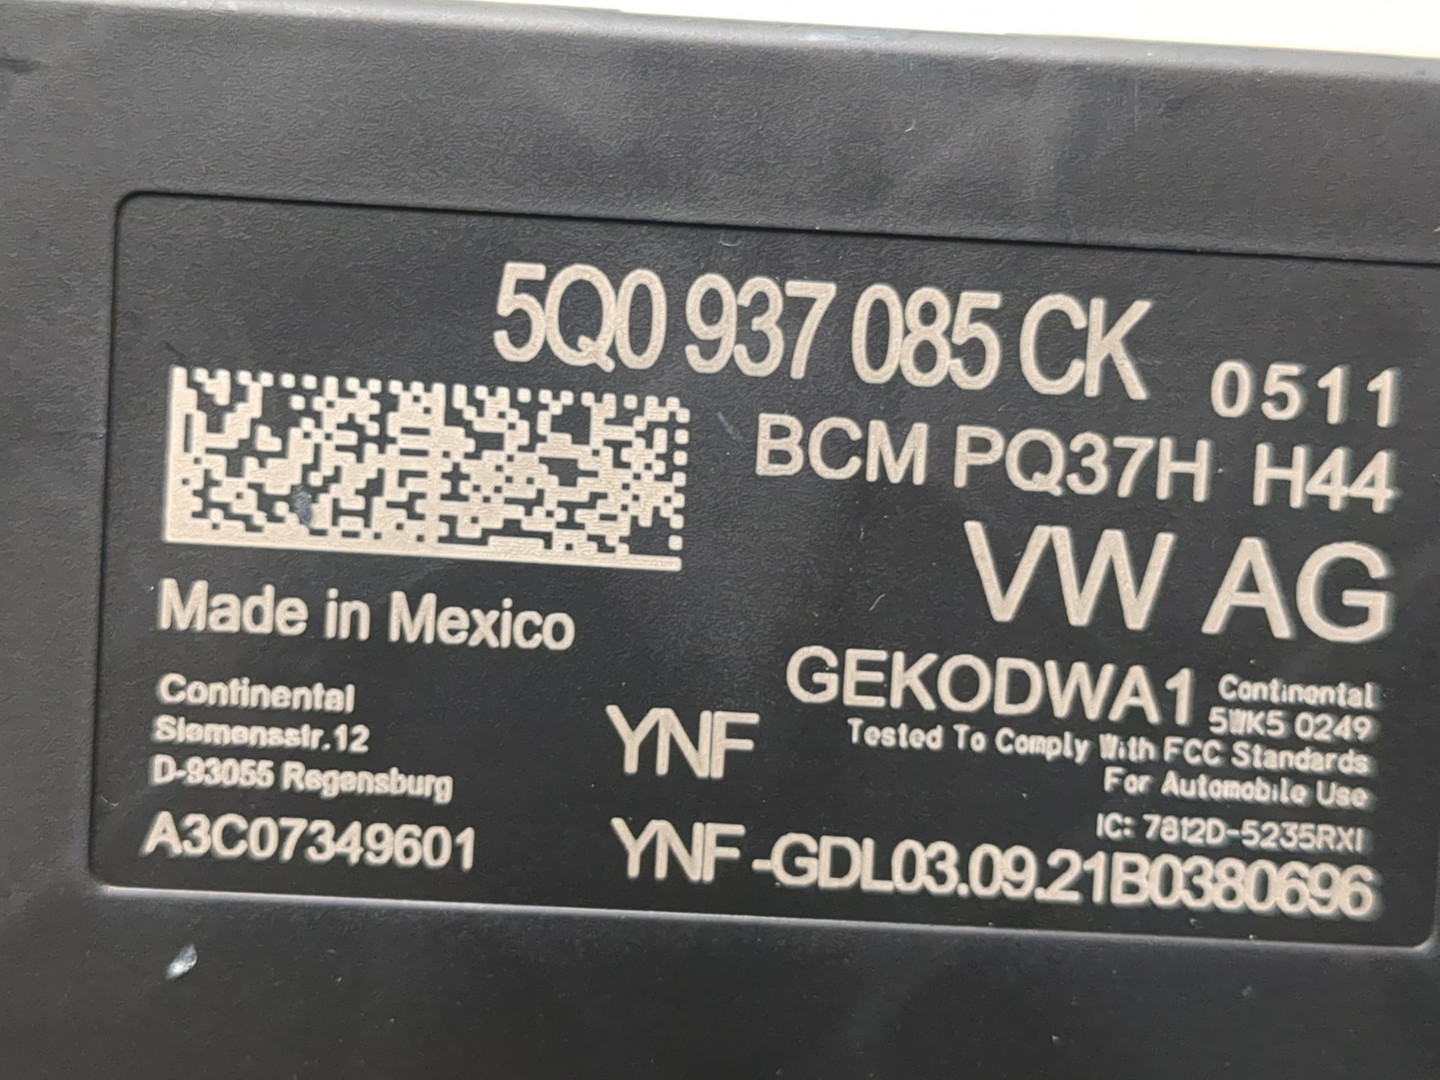 5Q0 937 085 CK 0511
BCM PQ37H H44
VW AG
Made in Mexico
GEKODWA1
Continental
5WK5 0249
Tested To Comply With FCC Standards
For Automobile Use
IC: 7812D-5235RXI
Continental
Siemensstr.12
D-93055 Regensburg
A3C07349601
YNF
YNF-GDL03.09.21B0380696